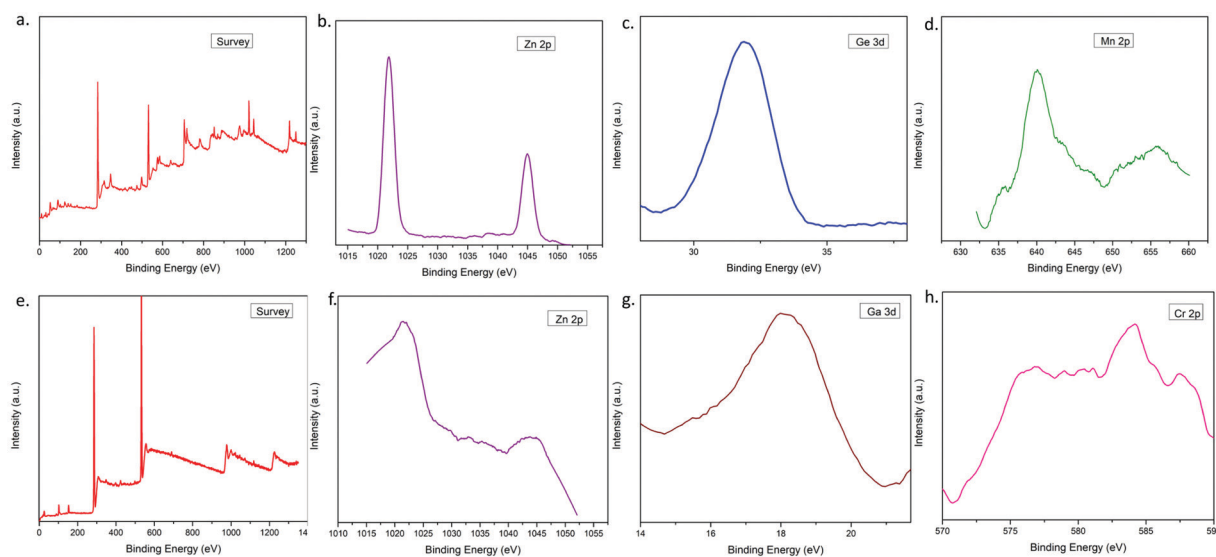 a.
Survey
Intensity (a.u.)
0 200 400 600 800 1000 1200
Binding Energy (eV)
b.
Zn 2p
Intensity (a.u.)
1015 1020 1025 1030 1035 1040 1045 1050 1055
Binding Energy (eV)
c.
Ge 3d
Intensity (a.u.)
30 35
Binding Energy (eV)
d.
Mn 2p
Intensity (a.u.)
630 635 640 645 650 655 660
Binding Energy (eV)
e.
Survey
Intensity (a.u.)
0 200 400 600 800 1000 1200 14
Binding Energy (eV)
f.
Zn 2p
Intensity (a.u.)
1010 1015 1020 1025 1030 1035 1040 1045 1050 1055
Binding Energy (eV)
g.
Ga 3d
Intensity (a.u.)
14 16 18 20
Binding Energy (eV)
h.
Cr 2p
Intensity (a.u.)
570 575 580 585 59
Binding Energy (eV)